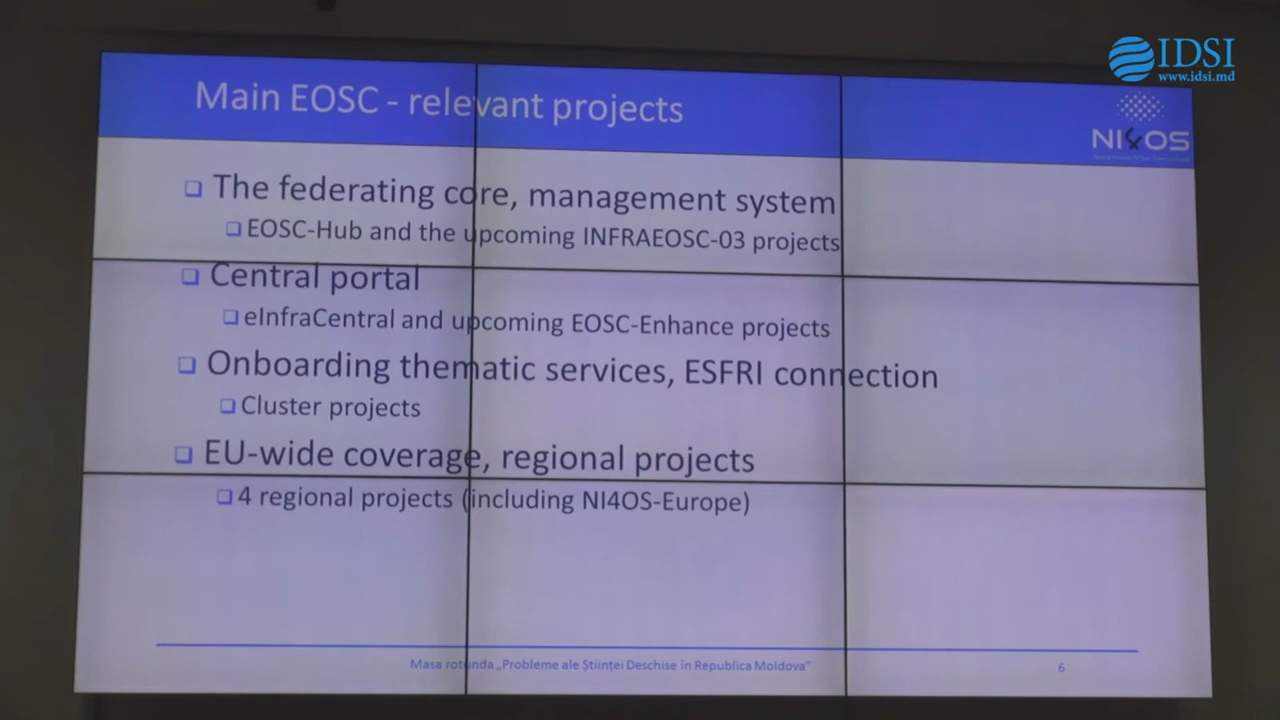 IDSI
www.idsi.md
Main EOSC - relevant projects
NI4OS
The federating core, management system
EOSC-Hub and the upcoming INFRAEOSC-03 projects
Central portal
eInfraCentral and upcoming EOSC-Enhance projects
Onboarding thematic services, ESFRI connection
Cluster projects
EU-wide coverage, regional projects
4 regional projects (including NI4OS-Europe)
Masa rotunda „Probleme ale Științei Deschise în Republica Moldova”
6